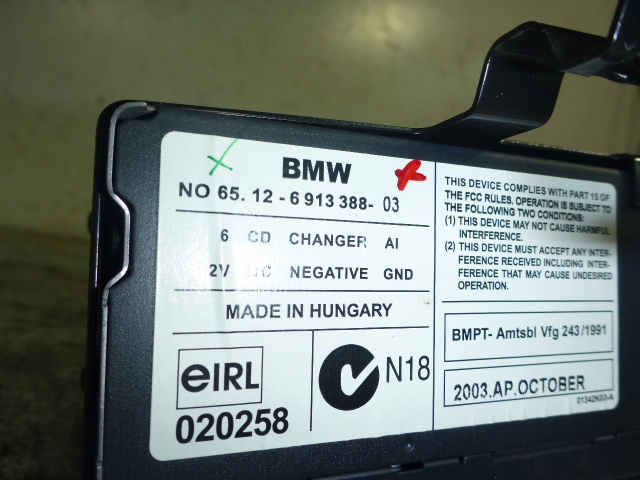 BMW
NO 65. 12 - 6 913 388- 03
6 CD CHANGER AI
NEGATIVE GND
MADE IN HUNGARY
eIRL
020258
N18
THIS DEVICE COMPLIES WITH PART 15 OF
THE FCC RULES. OPERATION IS SUBJECT TO
THE FOLLOWING TWO CONDITIONS:
(1) THIS DEVICE MAY NOT CAUSE HARMFUL
INTERFERENCE.
(2) THIS DEVICE MUST ACCEPT ANY INTER-
FERENCE RECEIVED INCLUDING INTER-
FERENCE THAT MAY CAUSE UNDESIRED
OPERATION.
BMPT- Amtsbl Vfg 243/1991
2003.AP.OCTOBER
01342K03-A